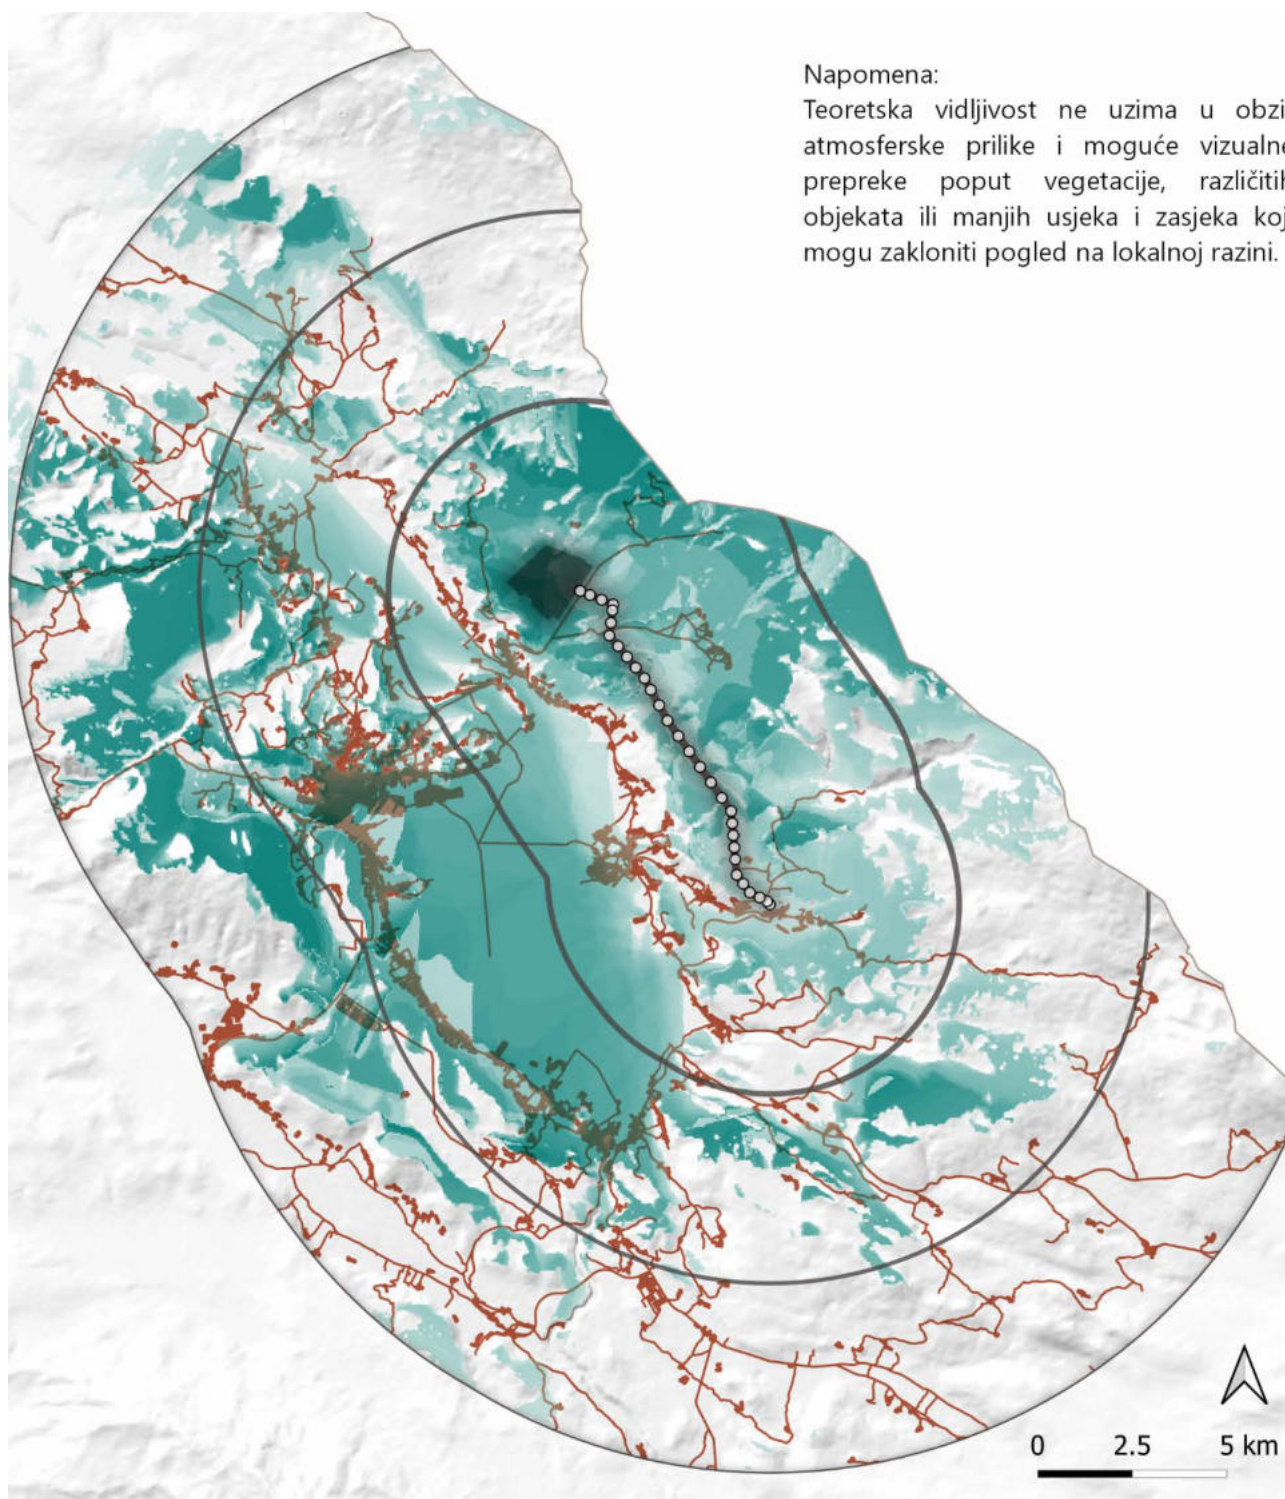 Napomena:
Teoretska vidljivost ne uzima u obzi
atmosferske prilike i moguće vizualne
prepreke poput vegetacije, različitih
objekata ili manjih usjeka i zasjeka koj
mogu zakloniti pogled na lokalnoj razini.
0 2.5 5 km